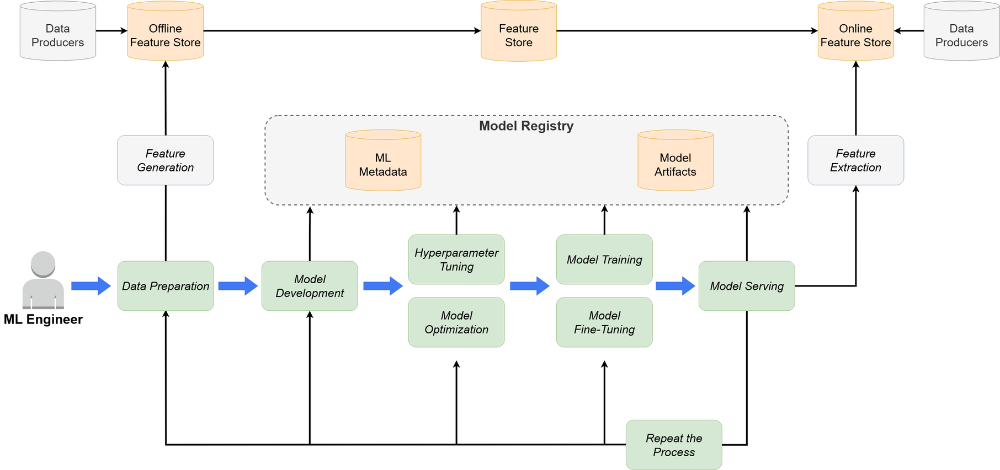 Data
Producers
Offline
Feature Store
Feature
Store
Online
Feature Store
Data
Producers
Model Registry
Feature
Generation
ML
Metadata
Model
Artifacts
Feature
Extraction
Hyperparameter
Tuning
Model Training
Data Preparation
Model
Development
Model Serving
ML Engineer
Model
Optimization
Model
Fine-Tuning
Repeat the
Process